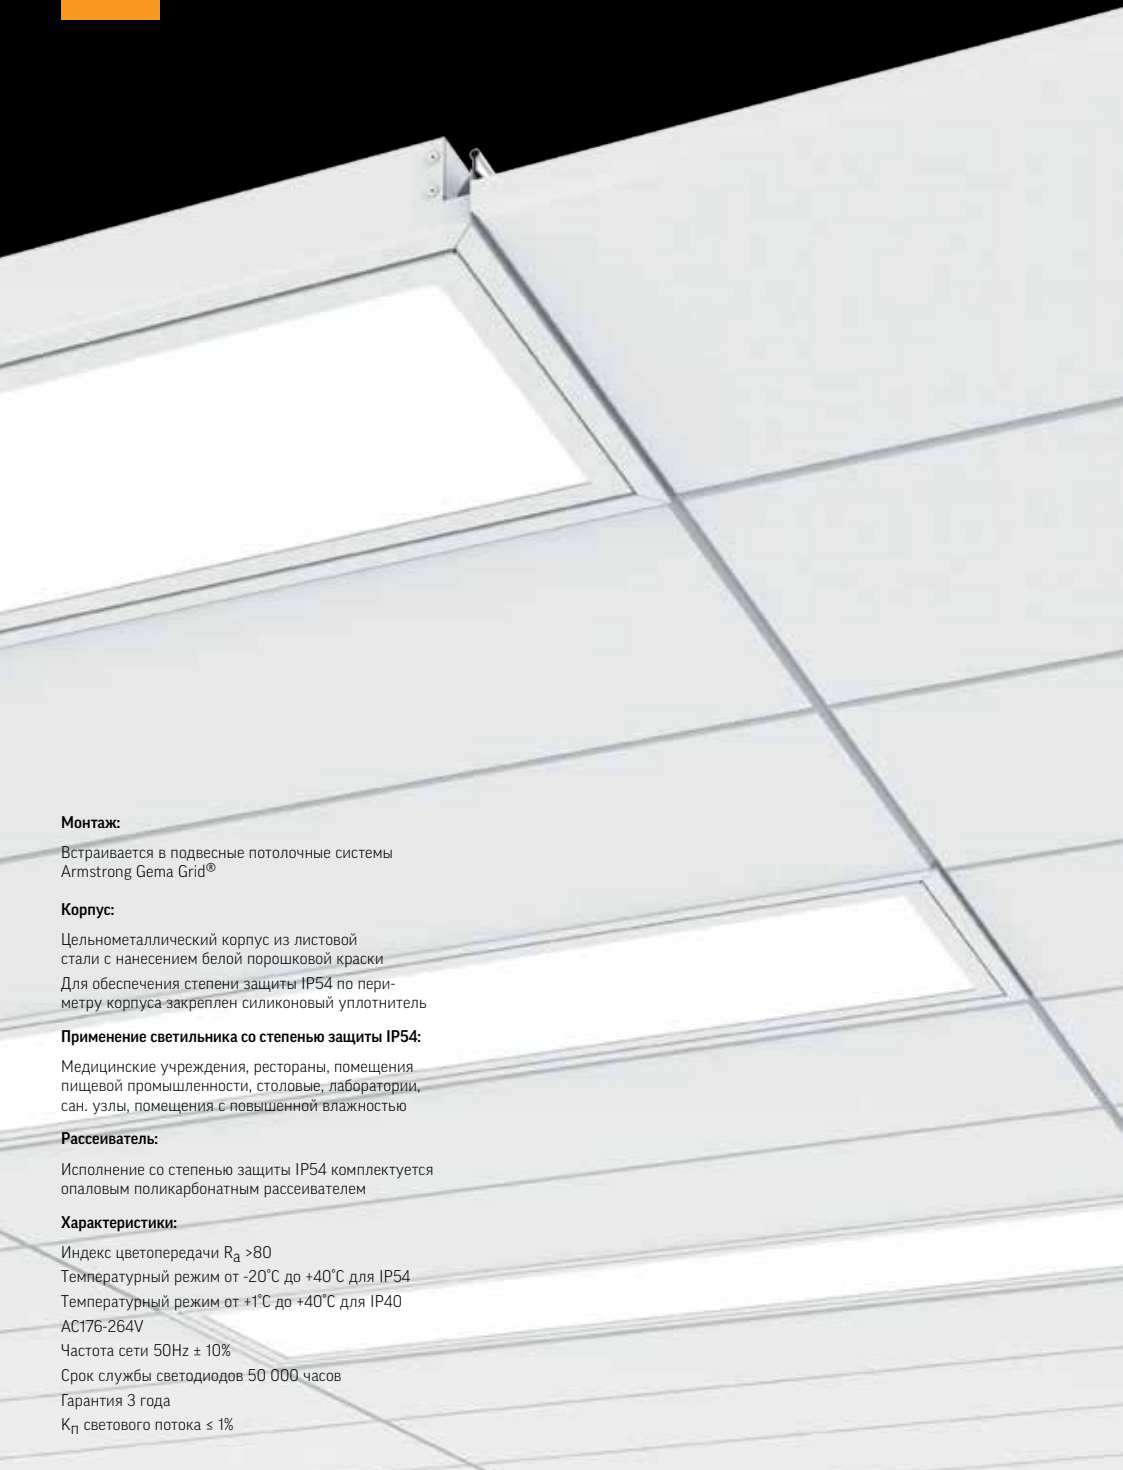 Монтаж:
Встраивается в подвесные потолочные системы
Armstrong Gema Grid®
Корпус:
Цельнометаллический корпус из листовой
стали с нанесением белой порошковой краски
Для обеспечения степени защиты IP54 по пери-
метру корпуса закреплен силиконовый уплотнитель
Применение светильника со степенью защиты IP54:
Медицинские учреждения, рестораны, помещения
пищевой промышленности, столовые, лаборатории,
сан. узлы, помещения с повышенной влажностью
Рассеиватель:
Исполнение со степенью защиты IP54 комплектуется
опаловым поликарбонатным рассеивателем
Характеристики:
Индекс цветопередачи Ra >80
Температурный режим от -20˚С до +40˚С для IP54
Температурный режим от +1˚С до +40˚С для IP40
AC176-264V
Частота сети 50Hz ± 10%
Срок службы светодиодов 50 000 часов
Гарантия 3 года
Кп светового потока ≤ 1%